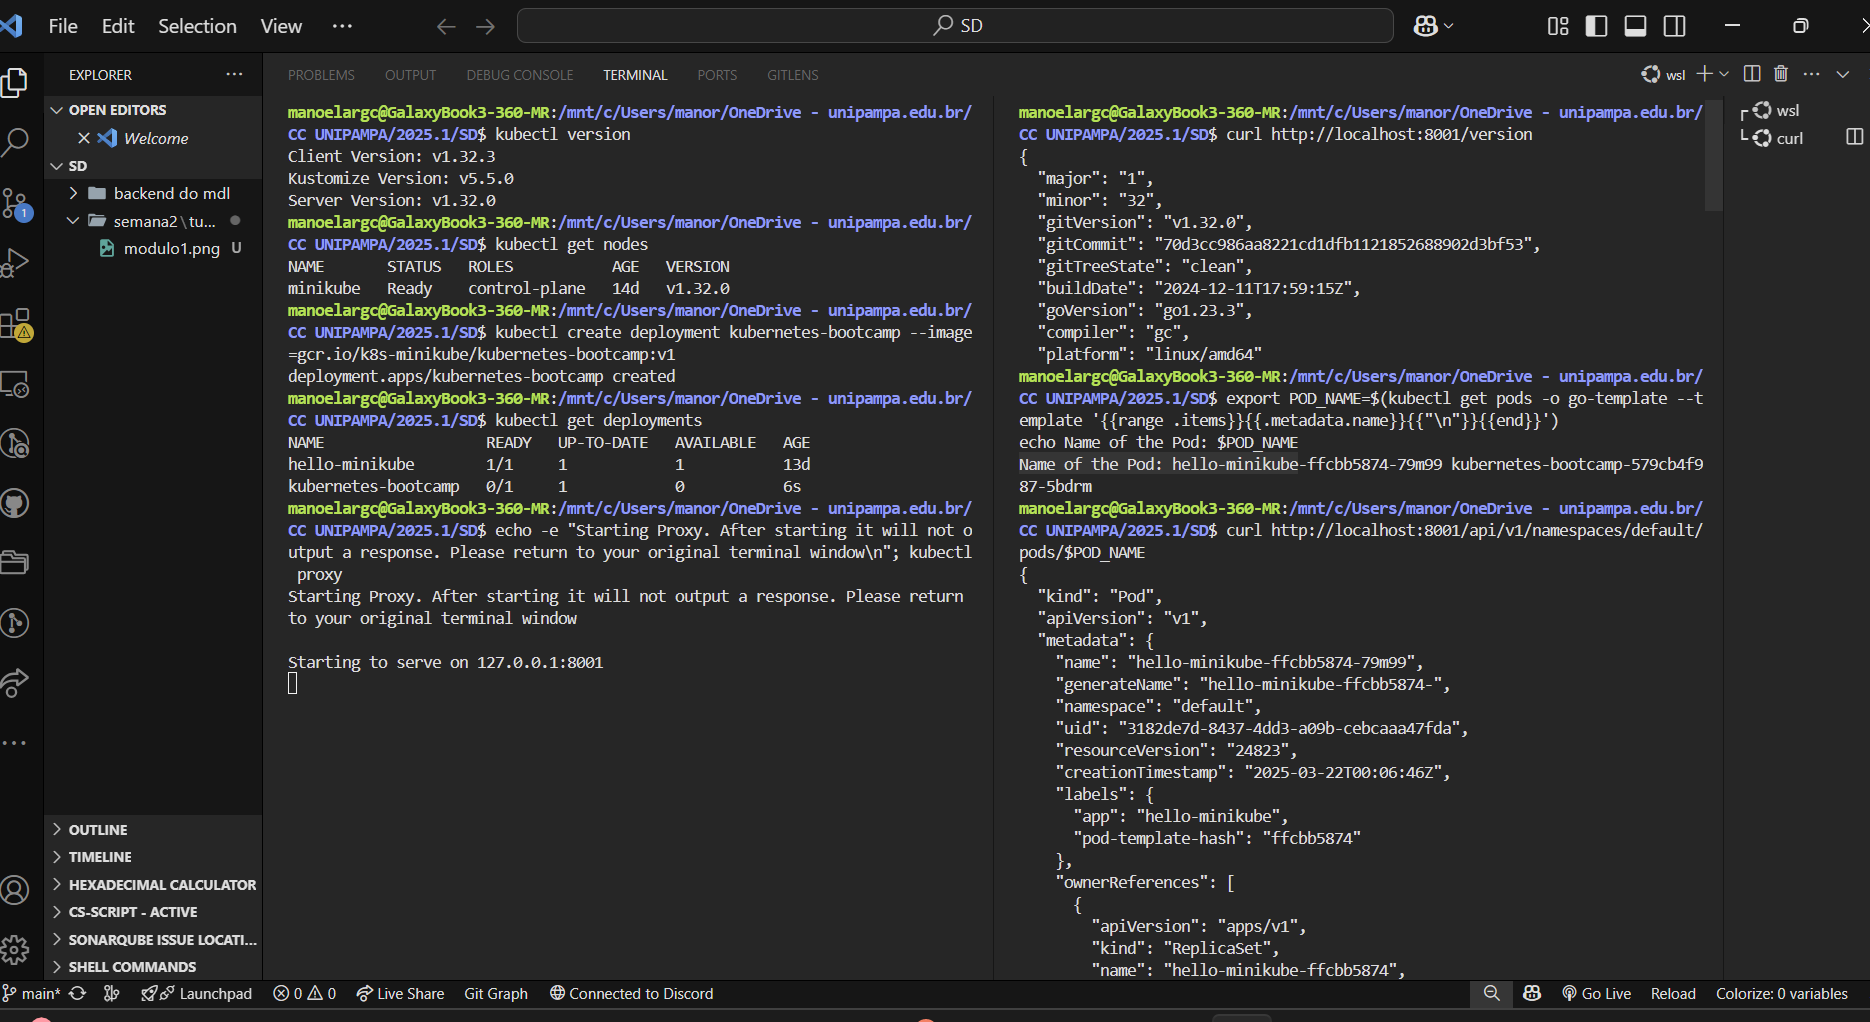 File Edit Selection View ···
SD
EXPLORER ···
OPEN EDITORS
Welcome
SD
backend do mdl
semana2\tu...
modulo1.png U
1
OUTLINE
TIMELINE
HEXADECIMAL CALCULATOR
CS-SCRIPT - ACTIVE
SONARQUBE ISSUE LOCATI...
SHELL COMMANDS
PROBLEMS OUTPUT DEBUG CONSOLE TERMINAL PORTS GITLENS
wsl
manoelargc@GalaxyBook3-360-MR:/mnt/c/Users/manor/OneDrive - unipampa.edu.br/
CC UNIPAMPA/2025.1/SD$ kubectl version
Client Version: v1.32.3
Kustomize Version: v5.5.0
Server Version: v1.32.0
manoelargc@GalaxyBook3-360-MR:/mnt/c/Users/manor/OneDrive - unipampa.edu.br/
CC UNIPAMPA/2025.1/SD$ kubectl get nodes
NAME STATUS ROLES AGE VERSION
minikube Ready control-plane 14d v1.32.0
manoelargc@GalaxyBook3-360-MR:/mnt/c/Users/manor/OneDrive - unipampa.edu.br/
CC UNIPAMPA/2025.1/SD$ kubectl create deployment kubernetes-bootcamp --image
=gcr.io/k8s-minikube/kubernetes-bootcamp:v1
deployment.apps/kubernetes-bootcamp created
manoelargc@GalaxyBook3-360-MR:/mnt/c/Users/manor/OneDrive - unipampa.edu.br/
CC UNIPAMPA/2025.1/SD$ kubectl get deployments
NAME READY UP-TO-DATE AVAILABLE AGE
hello-minikube 1/1 1 1 13d
kubernetes-bootcamp 0/1 1 0 6s
manoelargc@GalaxyBook3-360-MR:/mnt/c/Users/manor/OneDrive - unipampa.edu.br/
CC UNIPAMPA/2025.1/SD$ echo -e "Starting Proxy. After starting it will not o
utput a response. Please return to your original terminal window\n"; kubectl
proxy
Starting Proxy. After starting it will not output a response. Please return
to your original terminal window
Starting to serve on 127.0.0.1:8001
manoelargc@GalaxyBook3-360-MR:/mnt/c/Users/manor/OneDrive - unipampa.edu.br/
CC UNIPAMPA/2025.1/SD$ curl http://localhost:8001/version
{
"major": "1",
"minor": "32",
"gitVersion": "v1.32.0",
"gitCommit": "70d3cc986aa8221cd1dfb1121852688902d3bf53",
"gitTreeState": "clean",
"buildDate": "2024-12-11T17:59:15Z",
"goVersion": "go1.23.3",
"compiler": "gc",
"platform": "linux/amd64"
manoelargc@GalaxyBook3-360-MR:/mnt/c/Users/manor/OneDrive - unipampa.edu.br/
CC UNIPAMPA/2025.1/SD$ export POD_NAME=$(kubectl get pods -o go-template --t
emplate '{{range .items}}{{.metadata.name}}{{"\n"}}{{end}}')
echo Name of the Pod: $POD_NAME
Name of the Pod: hello-minikube-ffcbb5874-79m99 kubernetes-bootcamp-579cb4f9
87-5bdrm
manoelargc@GalaxyBook3-360-MR:/mnt/c/Users/manor/OneDrive - unipampa.edu.br/
CC UNIPAMPA/2025.1/SD$ curl http://localhost:8001/api/v1/namespaces/default/
pods/$POD_NAME
{
"kind": "Pod",
"apiVersion": "v1",
"metadata": {
"name": "hello-minikube-ffcbb5874-79m99",
"generateName": "hello-minikube-ffcbb5874-",
"namespace": "default",
"uid": "3182de7d-8437-4dd3-a09b-cebcaaa47fda",
"resourceVersion": "24823",
"creationTimestamp": "2025-03-22T00:06:46Z",
"labels": {
"app": "hello-minikube",
"pod-template-hash": "ffcbb5874"
},
"ownerReferences": [
{
"apiVersion": "apps/v1",
"kind": "ReplicaSet",
"name": "hello-minikube-ffcbb5874",
wsl
curl
main* Launchpad 0 0 Live Share Git Graph Connected to Discord Go Live Reload Colorize: 0 variables